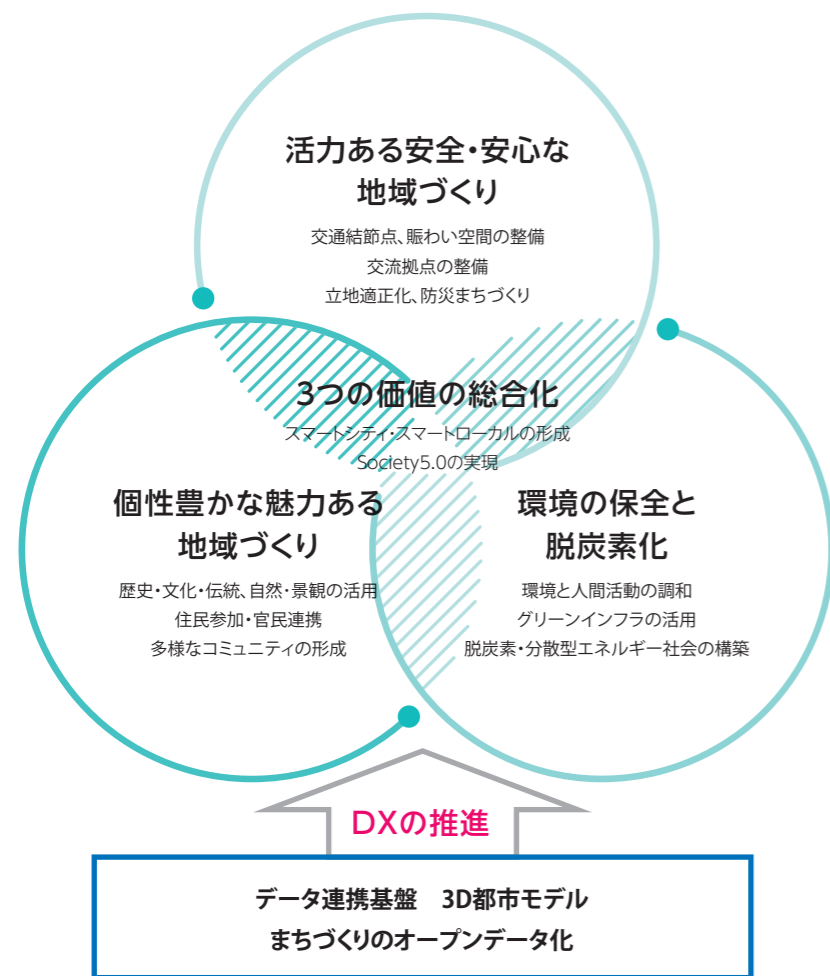 活力ある安全・安心な
地域づくり
交通結節点、賑わい空間の整備
交流拠点の整備
立地適正化、防災まちづくり
3つの価値の総合化
スマートシティ・スマートローカルの形成
Society5.0の実現
個性豊かな魅力ある
地域づくり
歴史・文化・伝統、自然・景観の活用
住民参加・官民連携
多様なコミュニティの形成
環境の保全と
脱炭素化
環境と人間活動の調和
グリーンインフラの活用
脱炭素・分散型エネルギー社会の構築
DXの推進
データ連携基盤　3D都市モデル
まちづくりのオープンデータ化